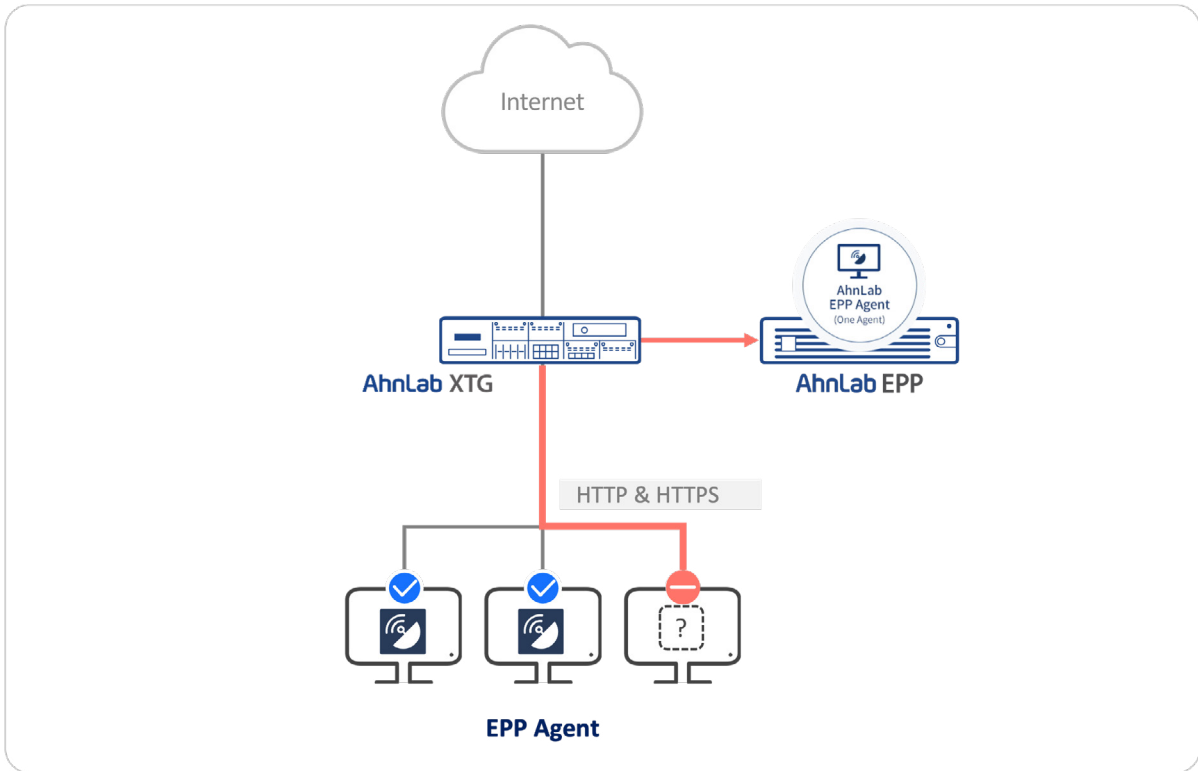 Internet
AhnLab
EPP Agent
(One Agent)
AhnLab XTG
AhnLab EPP
HTTP & HTTPS
?
EPP Agent